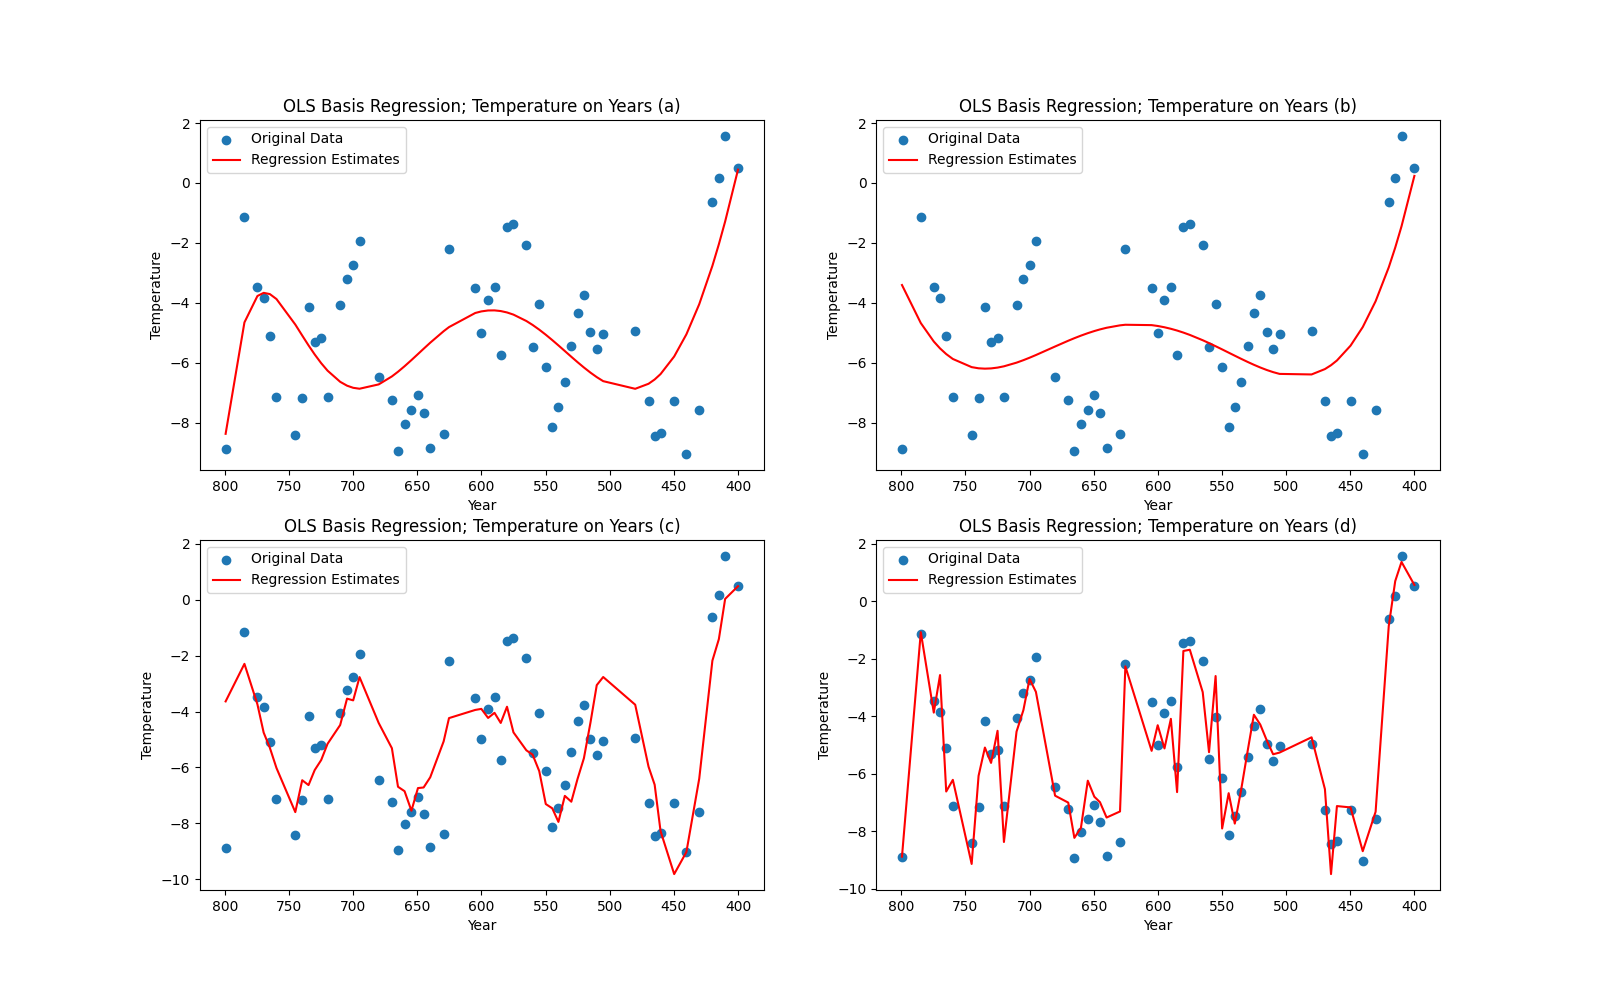 OLS Basis Regression; Temperature on Years (a)
2
0
−2
−4
−6
−8
Temperature
Original Data
Regression Estimates
800 750 700 650 600 550 500 450 400
Year
OLS Basis Regression; Temperature on Years (b)
2
0
−2
−4
−6
−8
Temperature
Original Data
Regression Estimates
800 750 700 650 600 550 500 450 400
Year
OLS Basis Regression; Temperature on Years (c)
2
0
−2
−4
−6
−8
−10
Temperature
Original Data
Regression Estimates
800 750 700 650 600 550 500 450 400
Year
OLS Basis Regression; Temperature on Years (d)
2
0
−2
−4
−6
−8
−10
Temperature
Original Data
Regression Estimates
800 750 700 650 600 550 500 450 400
Year